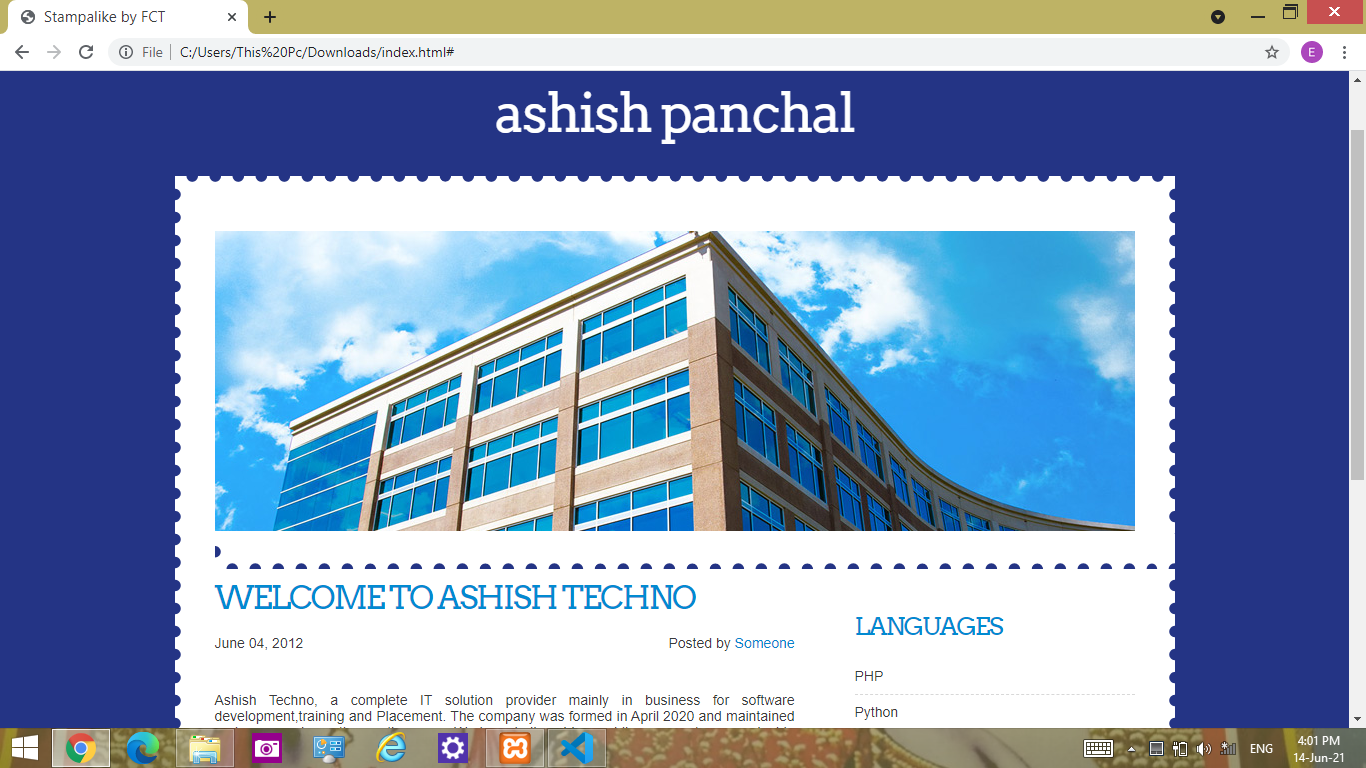 Stampalike by FCT
File
C:/Users/This%20Pc/Downloads/index.html#
E
ashish panchal
WELCOME TO ASHISH TECHNO
June 04, 2012
Posted by Someone
Ashish Techno, a complete IT solution provider mainly in business for software
development,training and Placement. The company was formed in April 2020 and maintained
LANGUAGES
PHP
Python
ENG
4:01 PM
14-Jun-21